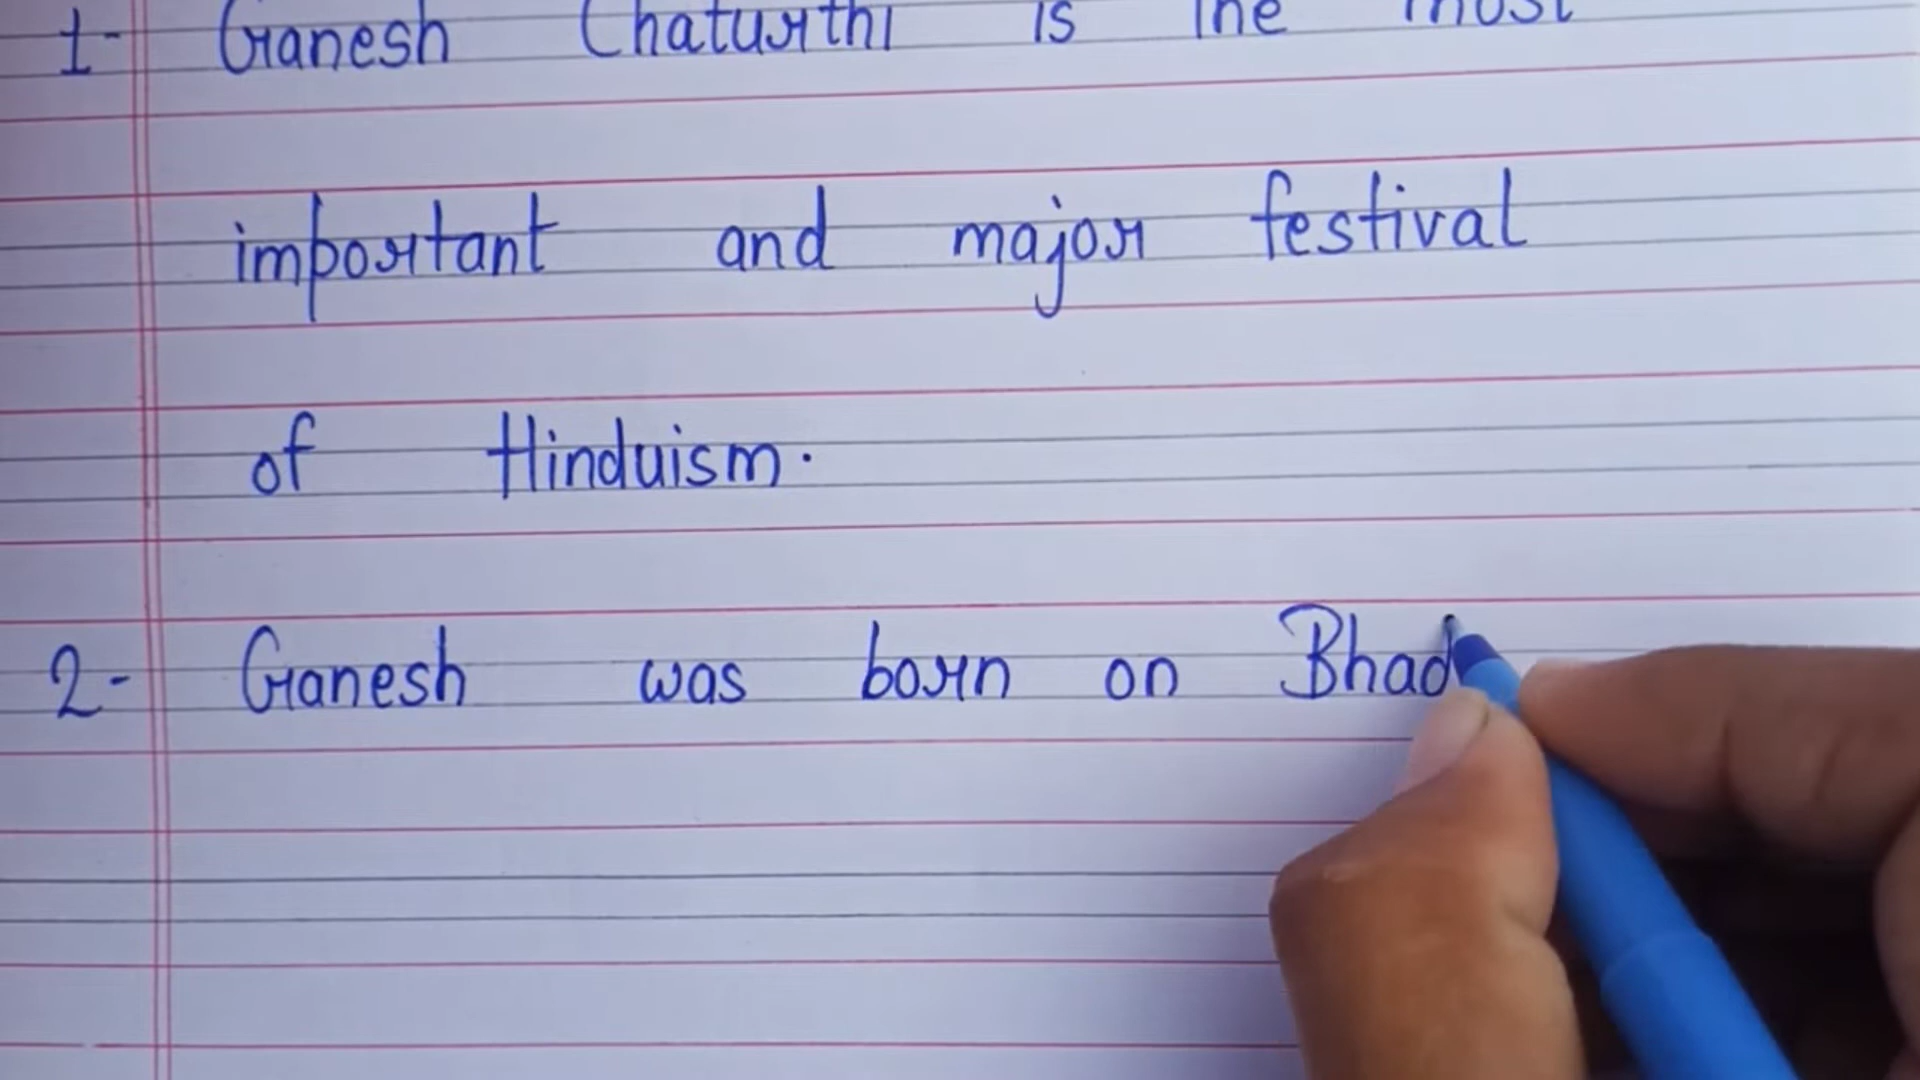 1- Ganesh Chaturthi is the most
important and major festival
of Hinduism.
2- Ganesh was born on Bhad